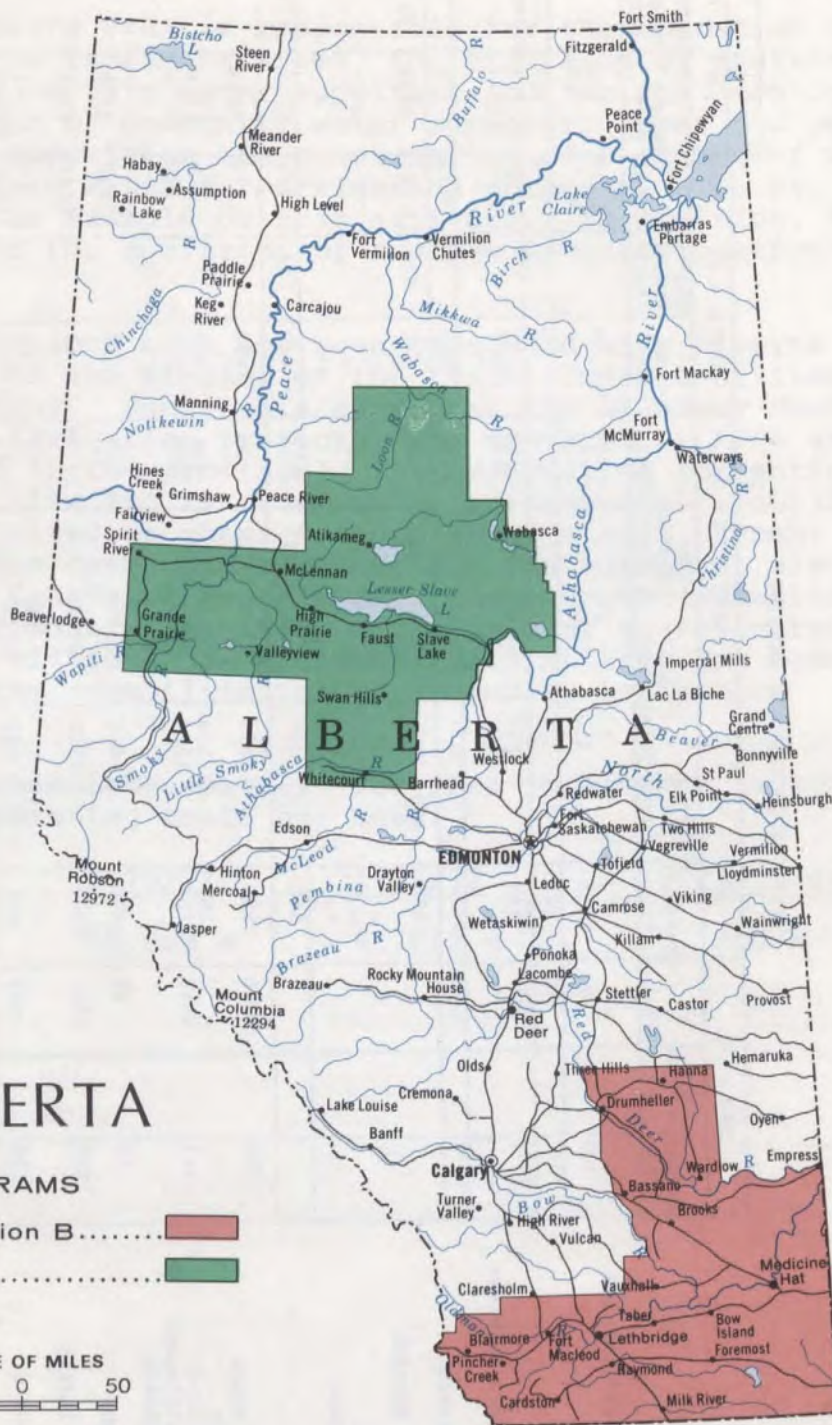 Fort Smith
Fitzgerald
Bistcho
L
Steen
River
Buffalo R
Peace
Point
Fort Chipewyan
Meander
River
Habay
Assumption
Rainbow
Lake
High Level
Lake
Claire
River
R
Fort
Vermilion
Vermilion
Chutes
Embarras
Portage
Birch R
Paddle
Prairie
Keg
River
Carcajou
Chinchaga
Mikkwa
R
River
Peace
Wabasca
R
Fort Mackay
Manning
Notikewin R
Loon R
Fort
McMurray
Waterways
Hines
Creek
Grimshaw
Peace River
Fairview
Spirit
River
Atikameg
Wabasca
Athabasca
Christina
R
McLennan
Lesser Slave
L
Beaverlodge
Grande
Prairie
High
Prairie
Faust
Slave
Lake
Wapiti R
Valleyview
R
R
Imperial Mills
Swan Hills
Athabasca
Lac La Biche
ALBERTA
Grand
Centre
Beaver
Bonnyville
Smoky
Little Smoky
Athabasca
R
Whitecourt
Barrhead
Westlock
North
St Paul
Redwater
Elk Point
Heinsburgh
Fort
Saskatchewan
Two Hills
Edson
R
R
EDMONTON
Vegreville
Vermilion
Lloydminster
Hinton
McLeod
Tofield
Mount
Robson
12972
Mercoal
Drayton
Valley
Leduc
Pembina
Viking
Camrose
Wetaskiwin
Wainwright
Jasper
Killam
Brazeau R
Ponoka
Lacombe
Brazeau
Rocky Mountain
House
Stettler
Provost
Castor
Mount
Columbia
12294
Red
Deer
Red
Olds
Three Hills
Hanna
Hemaruka
ERTA
Cremona
Drumheller
Lake Louise
Oyen
Deer
Banff
Calgary
Wardlow
R
Empress
RAMS
Turner
Valley
Bassano
Bow
ion B......
High River
Brooks
Vulcan
R
Medicine
Hat
Claresholm
Vauxhall
Oldman
Taber
Bow
Island
E OF MILES
Blairmore
R
Fort
Macleod
Lethbridge
0 50
Pincher
Creek
Raymond
Foremost
Cardston
Milk River